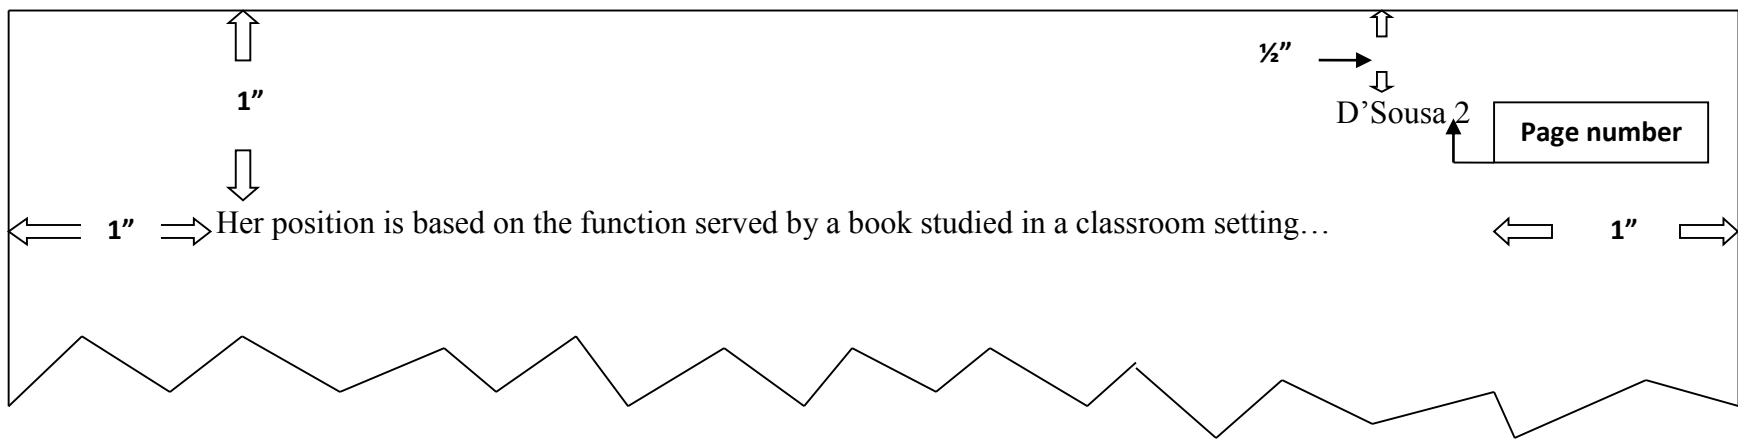 ½”
1”
D’Sousa 2
Page number
Her position is based on the function served by a book studied in a classroom setting…
1”
1”